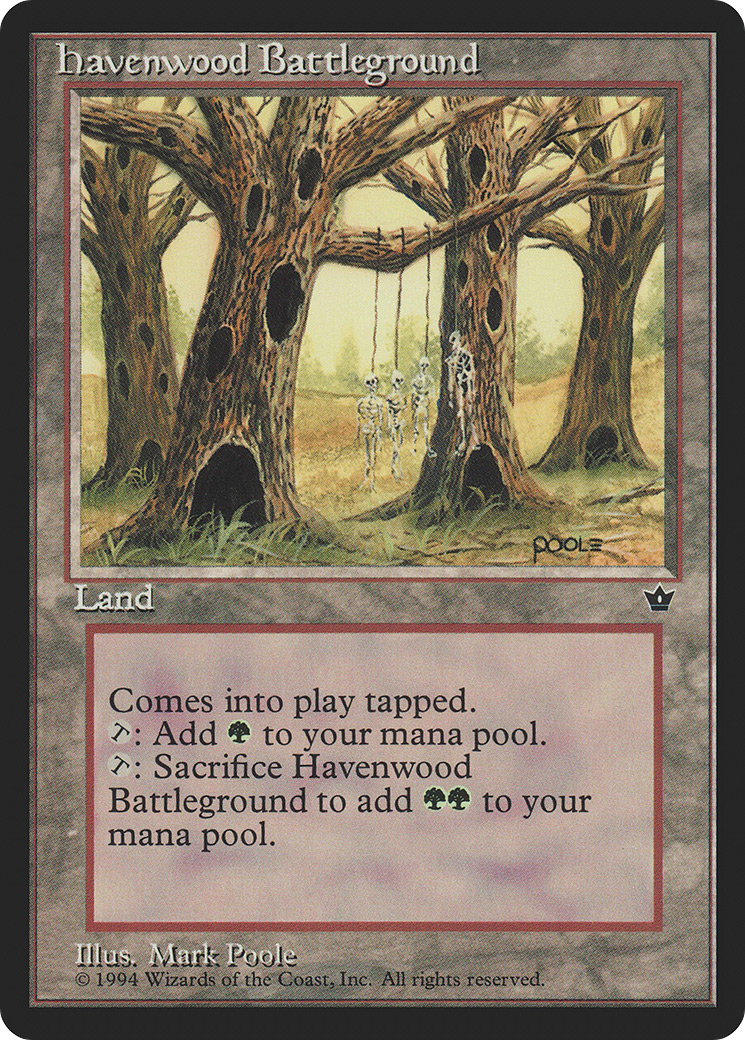 Havenwood Battleground
POOLE
Land
Comes into play tapped.
T: Add to your mana pool.
T: Sacrifice Havenwood
Battleground to add to your
mana pool.
Illus. Mark Poole
© 1994 Wizards of the Coast, Inc. All rights reserved.